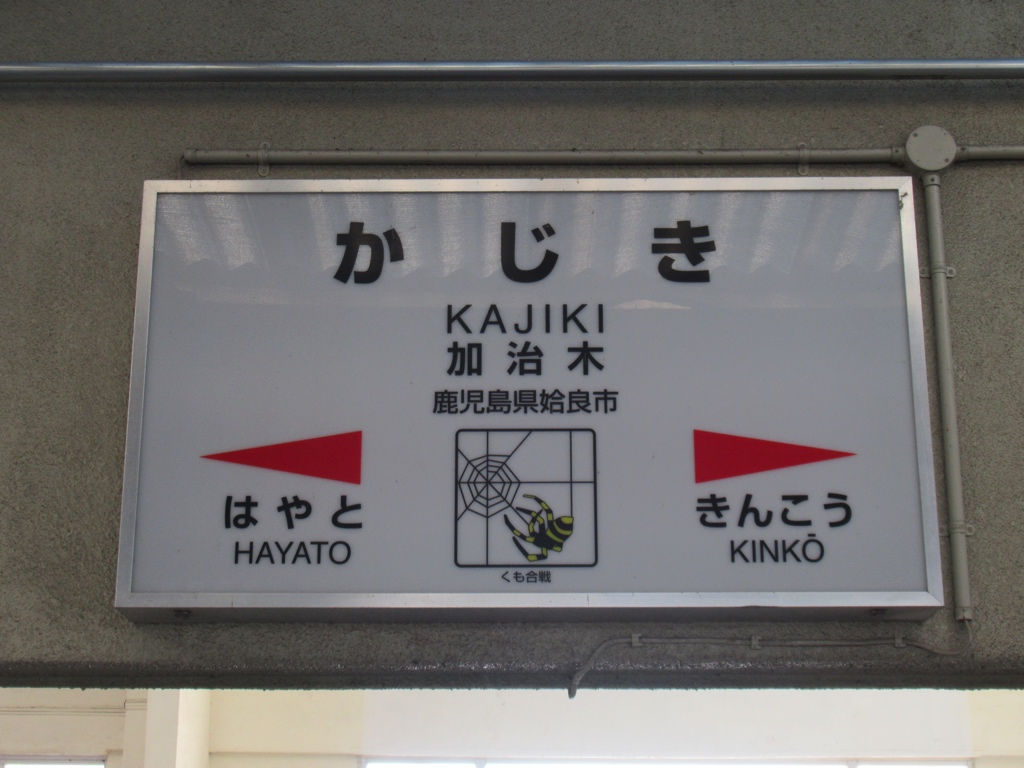 かじき
KAJIKI
加治木
鹿児島県姶良市
はやと
HAYATO
きんこう
KINKŌ
くも合戦